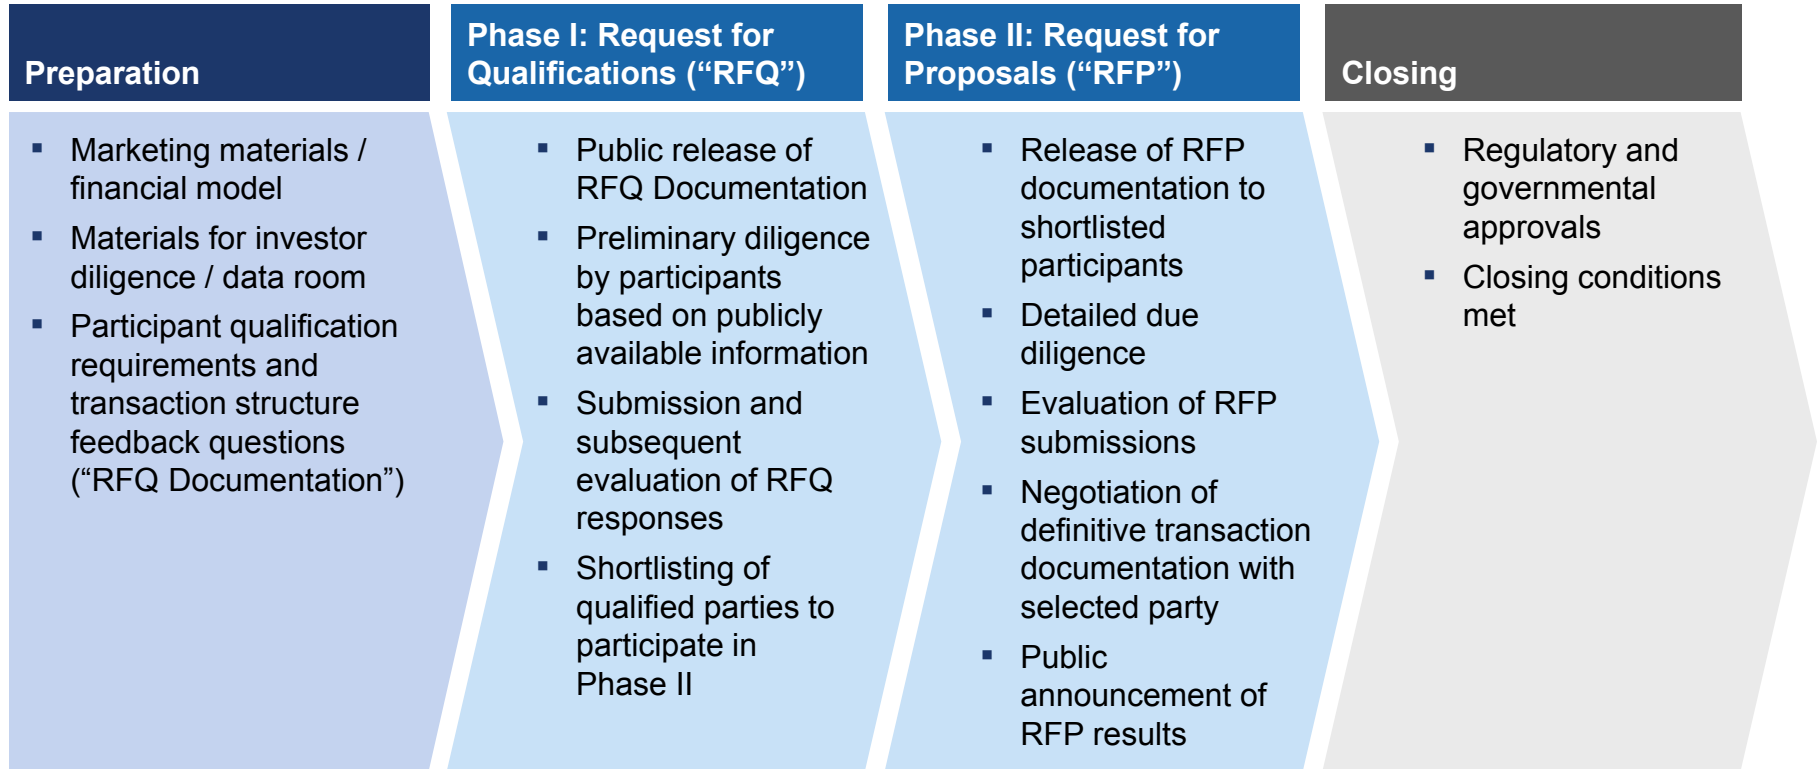 Preparation
▪ Marketing materials /
financial model
▪ Materials for investor
diligence / data room
▪ Participant qualification
requirements and
transaction structure
feedback questions
(“RFQ Documentation”)
Phase I: Request for
Qualifications (“RFQ”)
▪ Public release of
RFQ Documentation
▪ Preliminary diligence
by participants
based on publicly
available information
▪ Submission and
subsequent
evaluation of RFQ
responses
▪ Shortlisting of
qualified parties to
participate in
Phase II
Phase II: Request for
Proposals (“RFP”)
▪ Release of RFP
documentation to
shortlisted
participants
▪ Detailed due
diligence
▪ Evaluation of RFP
submissions
▪ Negotiation of
definitive transaction
documentation with
selected party
▪ Public
announcement of
RFP results
Closing
▪ Regulatory and
governmental
approvals
▪ Closing conditions
met